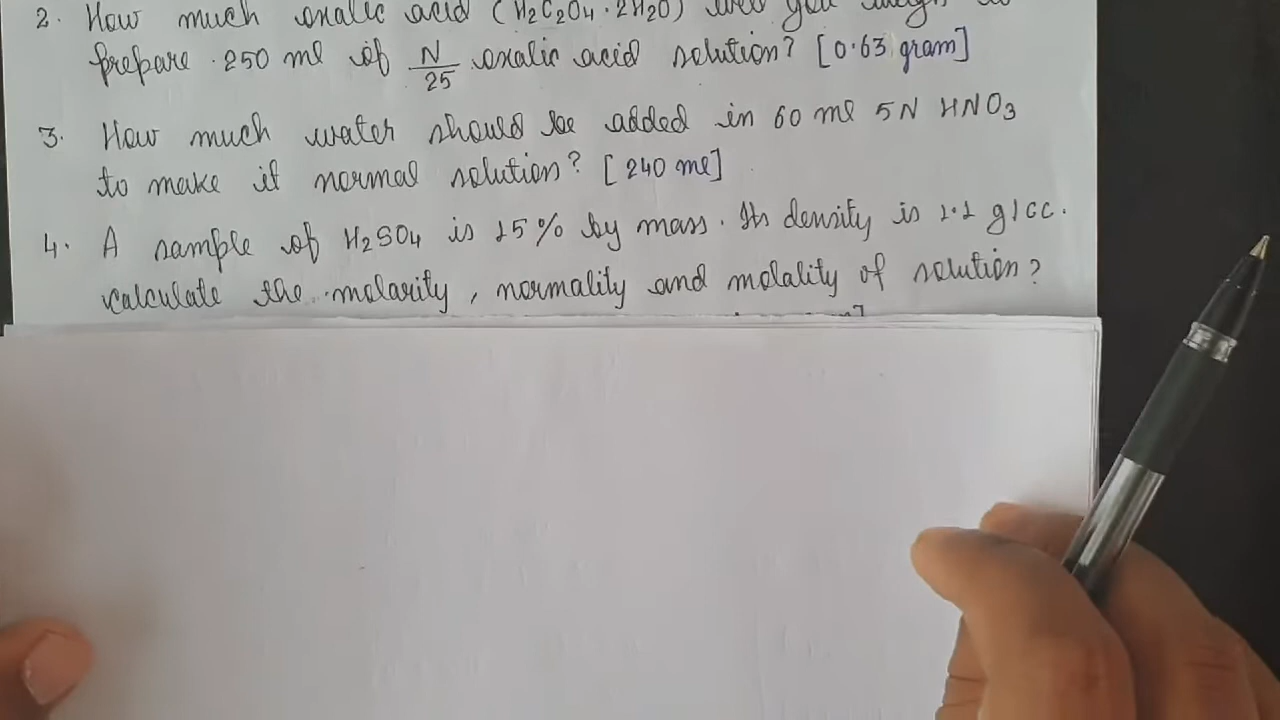 2. How much oxalic acid (H2C2O4·2H2O) will you
prepare 250 ml of N/25 oxalic acid solution? [0.63 gram]
3. How much water should be added in 60 ml 5N HNO3
to make it normal solution? [240 ml]
4. A sample of H2SO4 is 15% by mass. Its density is 1.1 g/cc.
calculate the molarity, normality and molality of solution?